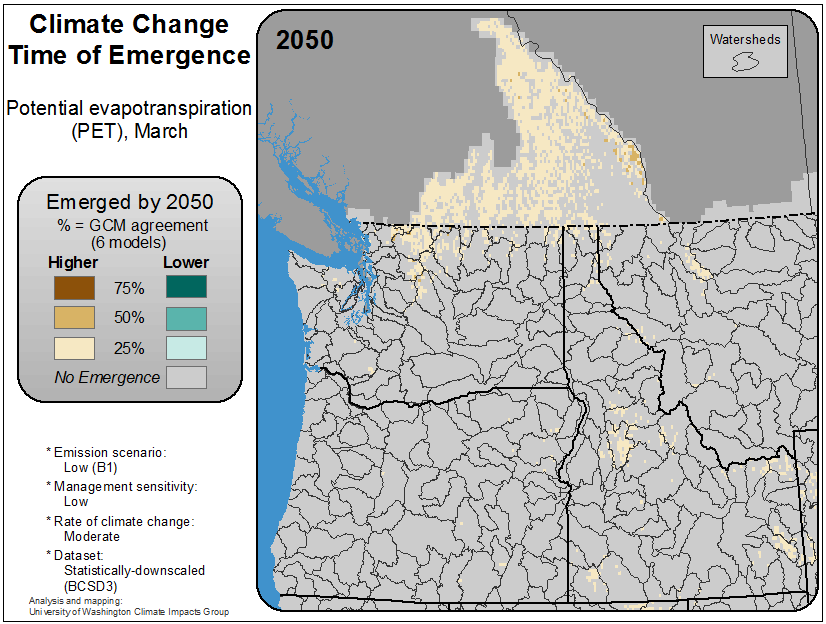 Climate Change
Time of Emergence
Potential evapotranspiration
(PET), March
Emerged by 2050
% = GCM agreement
(6 models)
Higher Lower
75%
50%
25%
No Emergence
* Emission scenario:
Low (B1)
* Management sensitivity:
Low
* Rate of climate change:
Moderate
* Dataset:
Statistically-downscaled
(BCSD3)
Analysis and mapping:
University of Washington Climate Impacts Group
2050
Watersheds